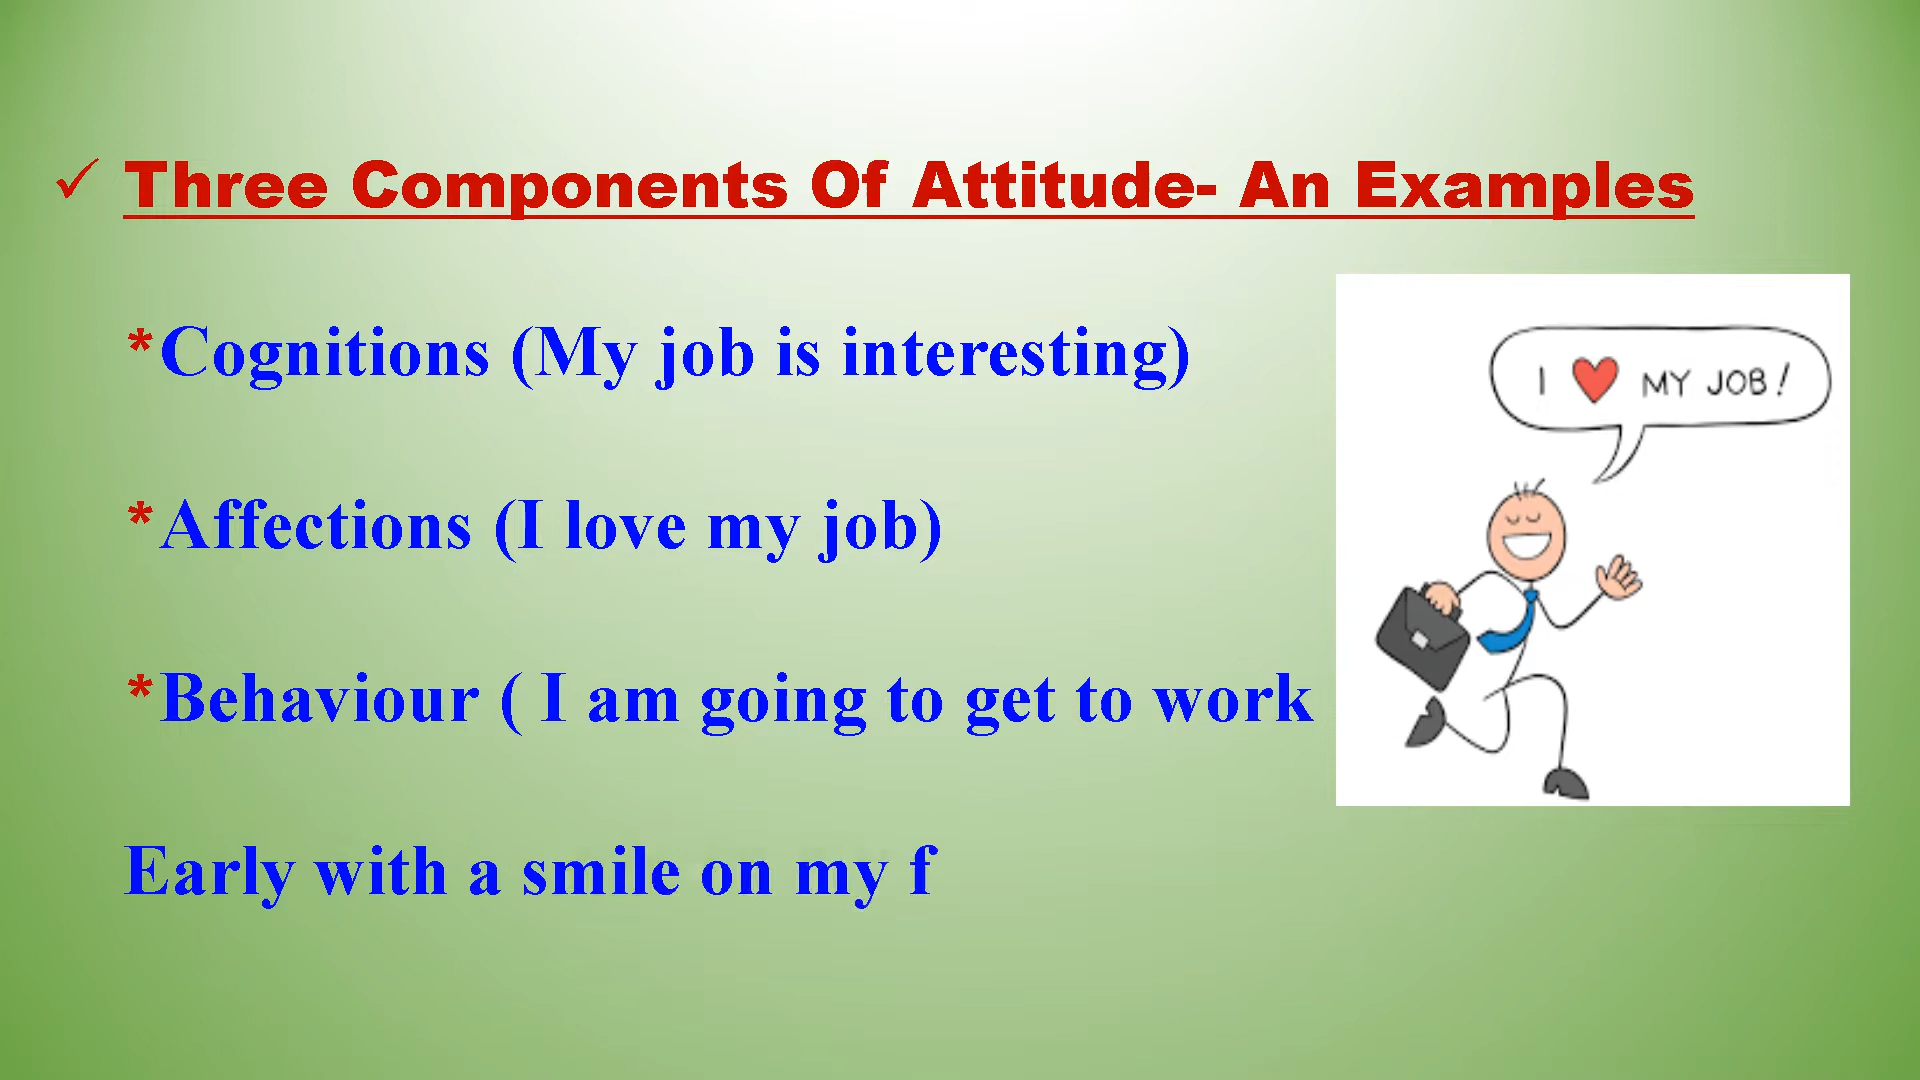 ✓ Three Components Of Attitude- An Examples
*Cognitions (My job is interesting)
I ❤ MY JOB!
*Affections (I love my job)
*Behaviour ( I am going to get to work
Early with a smile on my f